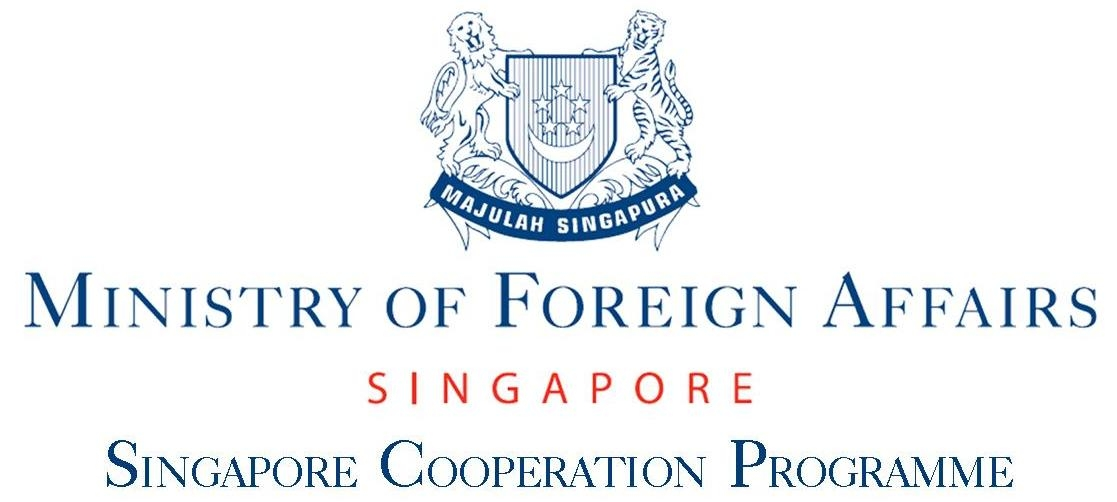 MAJULAH SINGAPURA
MINISTRY OF FOREIGN AFFAIRS
SINGAPORE
SINGAPORE COOPERATION PROGRAMME